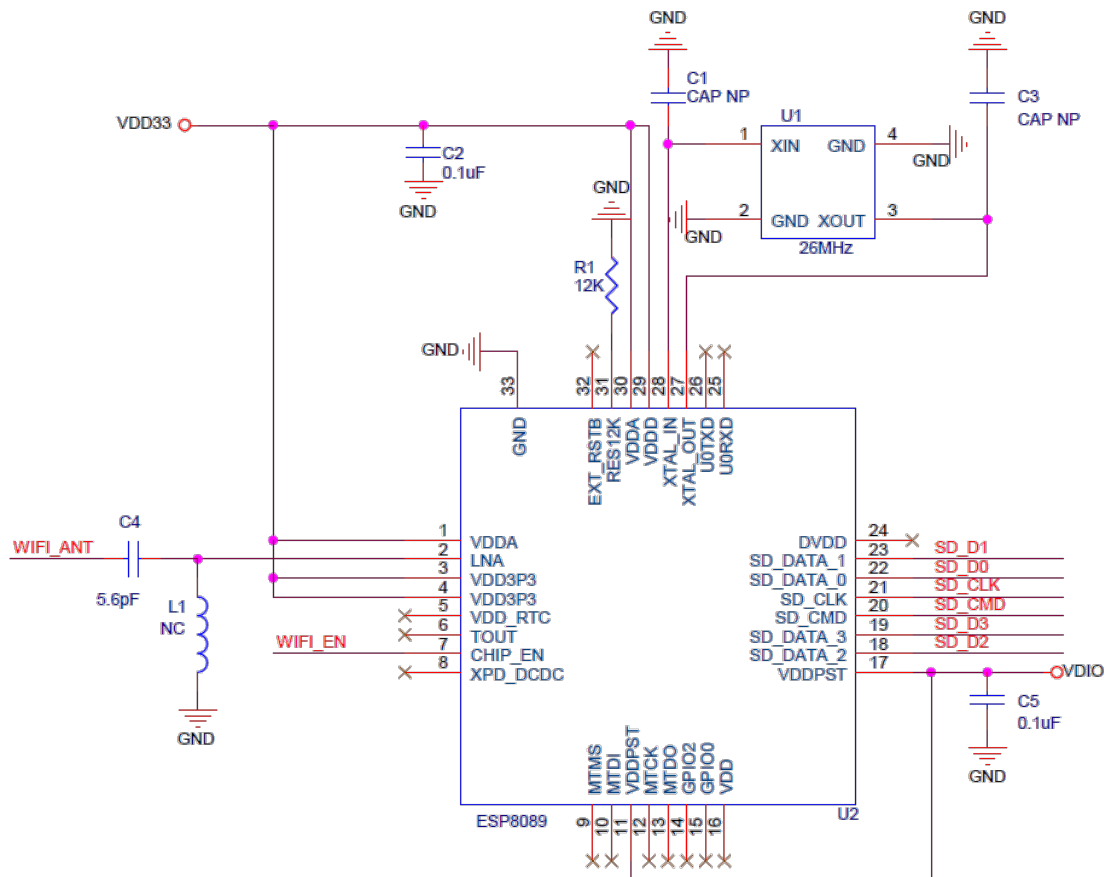 GND
GND
C1
CAP NP
C3
CAP NP
U1
VDD33
1
XIN
GND
4
GND
C2
0.1uF
GND
GND
2
GND
XOUT
3
GND
26MHz
R1
12K
GND
33
32
31
30
29
28
27
26
25
GND
EXT_RSTB
RES12K
VDDA
VDDD
XTAL_IN
XTAL_OUT
U0TXD
U0RXD
C4
WIFI_ANT
5.6pF
L1
NC
GND
WIFI_EN
1
VDDA
2
LNA
3
VDD3P3
4
VDD3P3
5
VDD_RTC
6
TOUT
7
CHIP_EN
8
XPD_DCDC
DVDD
24
SD_DATA_1
23
SD_D1
SD_DATA_0
22
SD_D0
SD_CLK
21
SD_CLK
SD_CMD
20
SD_CMD
SD_DATA_3
19
SD_D3
SD_DATA_2
18
SD_D2
VDDPST
17
VDIO
C5
0.1uF
GND
MTMS
MTDI
VDDPST
MTCK
MTDO
GPIO2
GPIO0
VDD
ESP8089
U2
9
10
11
12
13
14
15
16